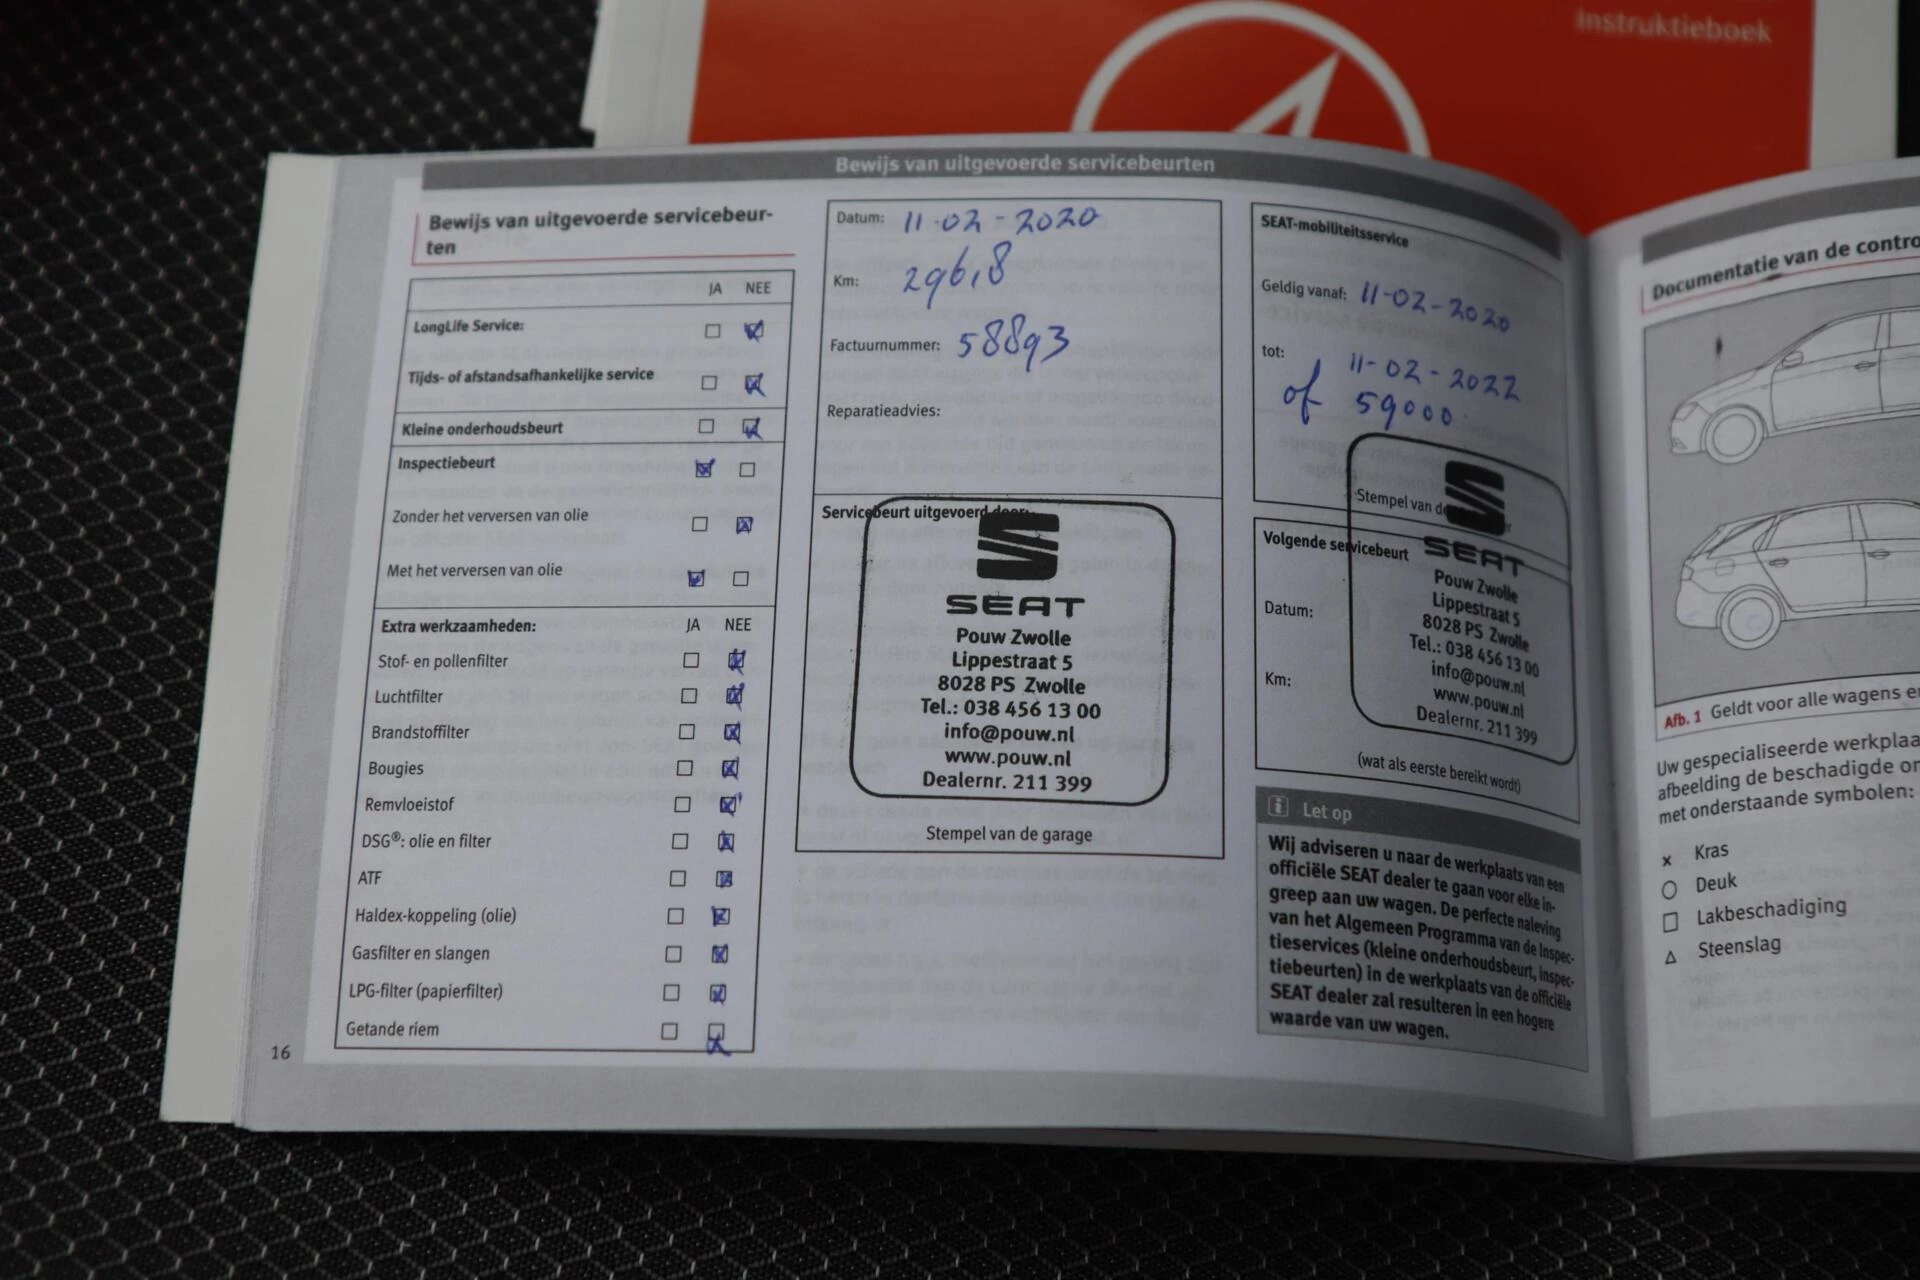 Instruktieboek
Bewijs van uitgevoerde servicebeurten
Bewijs van uitgevoerde servicebeur-
ten
JA NEE
LongLife Service:
Tijds- of afstandsafhankelijke service
Kleine onderhoudsbeurt
Inspectiebeurt
Zonder het verversen van olie
Met het verversen van olie
Extra werkzaamheden: JA NEE
Stof- en pollenfilter
Luchtfilter
Brandstoffilter
Bougies
Remvloeistof
DSG®: olie en filter
ATF
Haldex-koppeling (olie)
Gasfilter en slangen
LPG-filter (papierfilter)
Getande riem
16
Datum: 11-02-2020
Km: 296,8
Factuurnummer: 58893
Reparatieadvies:
Servicebeurt uitgevoerd door:
SEAT
Pouw Zwolle
Lippestraat 5
8028 PS Zwolle
Tel.: 038 456 13 00
info@pouw.nl
www.pouw.nl
Dealernr. 211 399
Stempel van de garage
SEAT-mobiliteitsservice
Geldig vanaf: 11-02-2020
tot: 11-02-2022
of 59000
Stempel van de
Volgende servicebeurt
SEAT
Pouw Zwolle
Lippestraat 5
8028 PS Zwolle
Tel.: 038 456 13 00
info@pouw.nl
www.pouw.nl
Dealernr. 211 399
Datum:
Km:
(wat als eerste bereikt wordt)
i Let op
Wij adviseren u naar de werkplaats van een
officiële SEAT dealer te gaan voor elke in-
greep aan uw wagen. De perfecte naleving
van het Algemeen Programma van de Inspec-
tieservices (kleine onderhoudsbeurt, inspec-
tiebeurten) in de werkplaats van de officiële
SEAT dealer zal resulteren in een hogere
waarde van uw wagen.
Documentatie van de contro
Afb. 1 Geldt voor alle wagens en
Uw gespecialiseerde werkplaa
afbeelding de beschadigde on
met onderstaande symbolen:
x Kras
○ Deuk
□ Lakbeschadiging
△ Steenslag